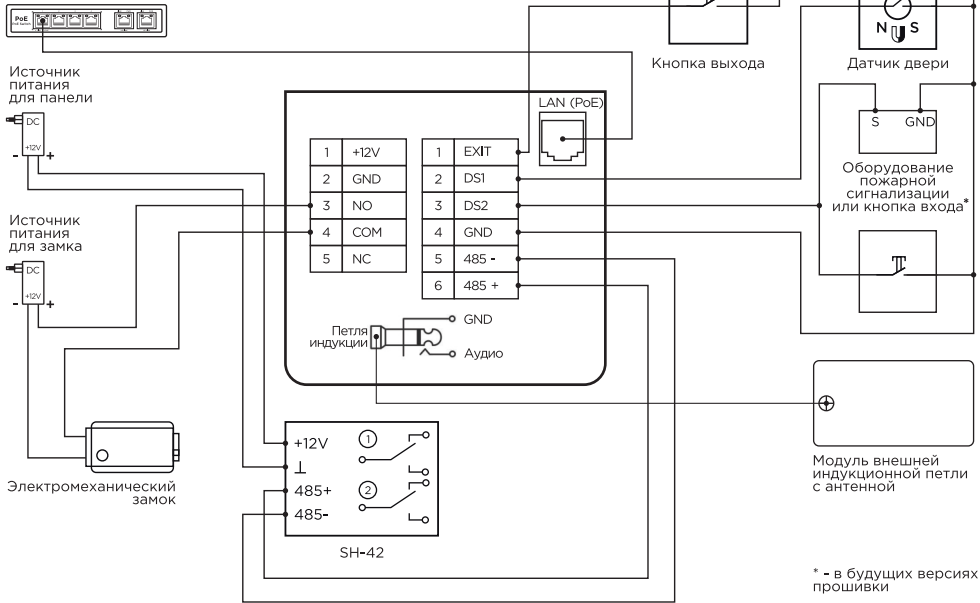 PoE
PoE Switch
Кнопка выхода
N S
Датчик двери
Источник
питания
для панели
DC
+12V
- +
LAN (PoE)
1 +12V
2 GND
3 NO
4 COM
5 NC
1 EXIT
2 DS1
3 DS2
4 GND
5 485 -
6 485 +
S GND
Оборудование
пожарной
сигнализации
или кнопка входа*
Источник
питания
для замка
DC
+12V
- +
Петля
индукции
GND
Аудио
Электромеханический
замок
+12V
⊥
485+
485-
1
2
SH-42
Модуль внешней
индукционной петли
с антенной
* - в будущих версиях
прошивки